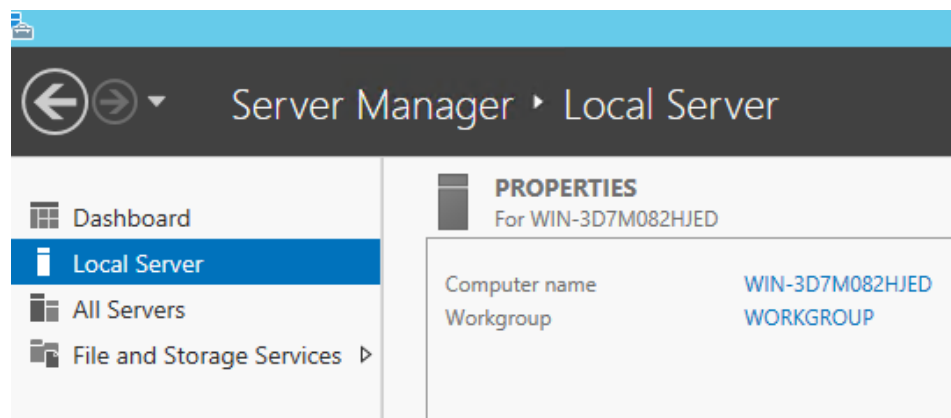 Server Manager ‣ Local Server
Dashboard
Local Server
All Servers
File and Storage Services
PROPERTIES
For WIN-3D7M082HJED
Computer name WIN-3D7M082HJED
Workgroup WORKGROUP